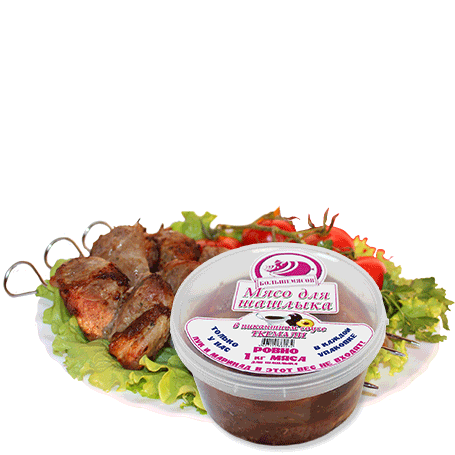 БОЛЬШЕМЯСОВ
Мясо для
шашлыка
в пикантном соусе
ТКЕМАЛИ
ТОЛЬКО
У НАС
РОВНО
1 КГ МЯСА
В КАЖДОЙ
УПАКОВКЕ
ЛУК И МАРИНАД В ЭТОТ ВЕС НЕ ВХОДЯТ!